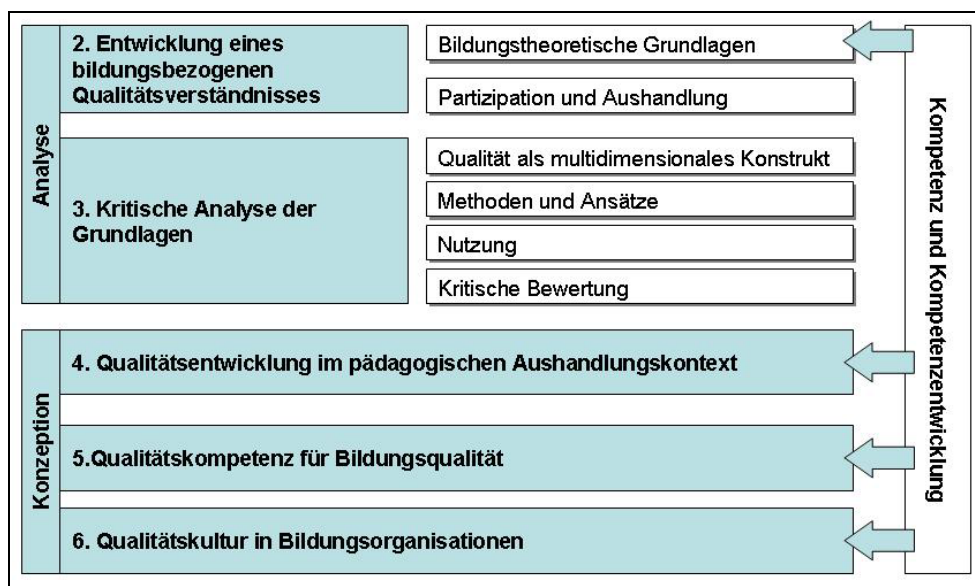 Analyse
2. Entwicklung eines
bildungsbezogenen
Qualitätsverständnisses
Bildungstheoretische Grundlagen
Partizipation und Aushandlung
3. Kritische Analyse der
Grundlagen
Qualität als multidimensionales Konstrukt
Methoden und Ansätze
Nutzung
Kritische Bewertung
Konzeption
4. Qualitätsentwicklung im pädagogischen Aushandlungskontext
5.Qualitätskompetenz für Bildungsqualität
6. Qualitätskultur in Bildungsorganisationen
Kompetenz und Kompetenzentwicklung